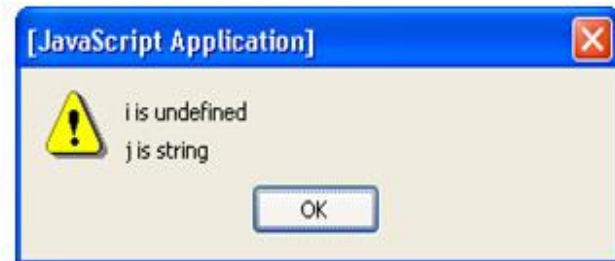 [JavaScript Application]
i is undefined
j is string
OK